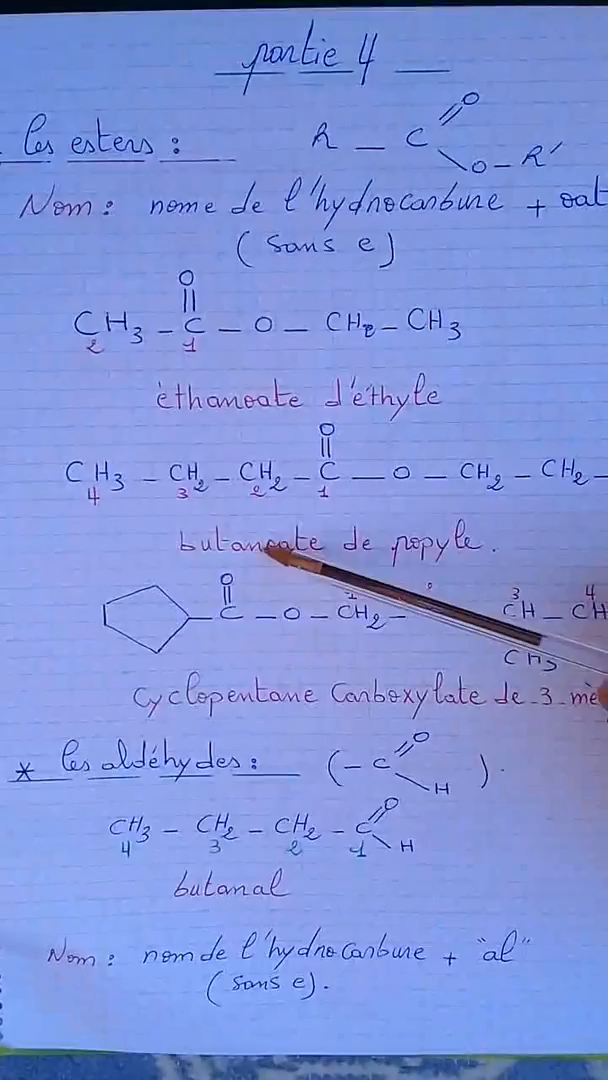 partie 4
les esters : R _ C O O _ R'
Nom : nome de l'hydrocarbure + oat
(sans e)
O
CH3 _ C _ O _ CH2 _ CH3
2 1
éthanoate d'éthyle
O
CH3 _ CH2 _ CH2 _ C _ O _ CH2 _ CH2 _
4 3 2 1
butanoate de propyle.
O 1 3 4
C _ O _ CH2 _ CH _ CH
CH3
Cyclopentane Carboxylate de 3 _ mé
* les aldéhydes : ( _ C O H ).
CH3 _ CH2 _ CH2 _ C O H
4 3 2 1
butanal
Nom : nom de l'hydrocarbure + "al"
(sans e).